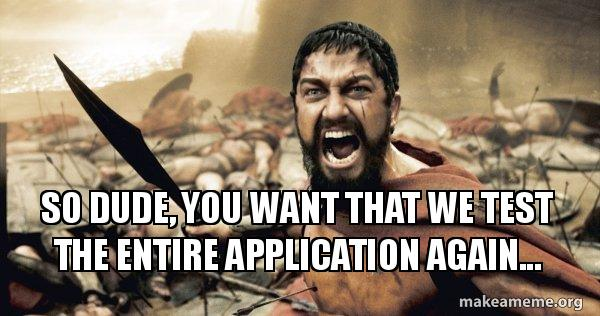 SO DUDE, YOU WANT THAT WE TEST
THE ENTIRE APPLICATION AGAIN...
makeameme.org